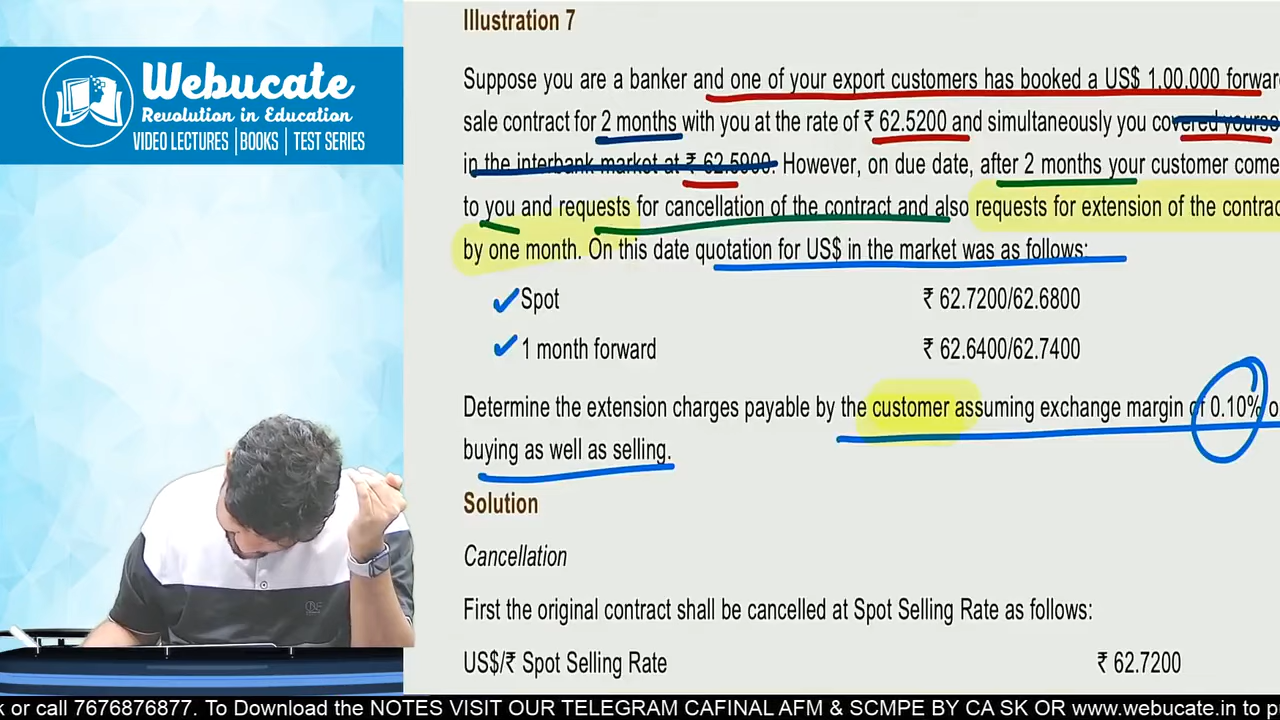 Webucate
Revolution in Education
VIDEO LECTURES | BOOKS | TEST SERIES
Illustration 7
Suppose you are a banker and one of your export customers has booked a US$ 1,00,000
sale contract for 2 months with you at the rate of ₹ 62.5200 and simultaneously you covered
in the interbank market at ₹ 62.5900. However, on due date, after 2 months your customer
to you and requests for cancellation of the contract and also requests for extension of the
by one month. On this date quotation for US$ in the market was as follows:
Spot ₹ 62.7200/62.6800
1 month forward ₹ 62.6400/62.7400
Determine the extension charges payable by the customer assuming exchange margin of 0.10%
buying as well as selling.
Solution
Cancellation
First the original contract shall be cancelled at Spot Selling Rate as follows:
US$/₹ Spot Selling Rate ₹ 62.7200
or call 7676876877. To Download the NOTES VISIT OUR TELEGRAM CAFINAL AFM & SCMPE BY CA SK OR www.webucate.in to